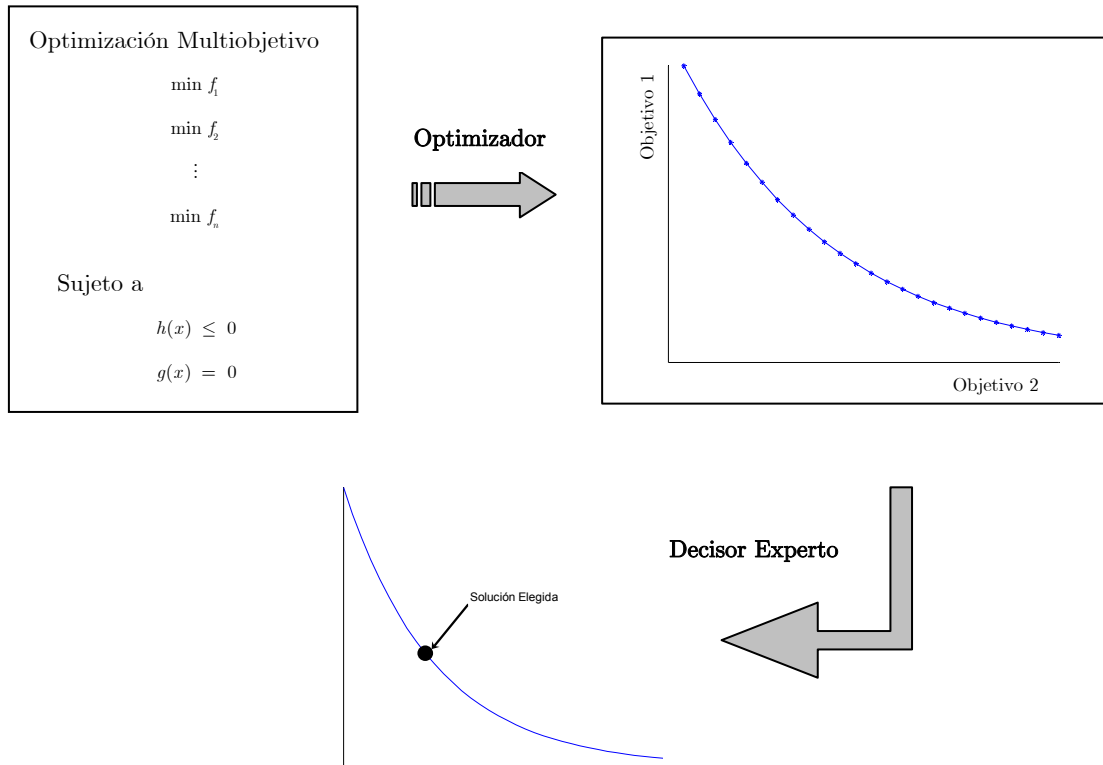 Optimización Multiobjetivo
min f₁
min f₂
⋮
min fₙ
Sujeto a
h(x) ≤ 0
g(x) = 0
Optimizador
Objetivo 1
Objetivo 2
Decisor Experto
Solución Elegida